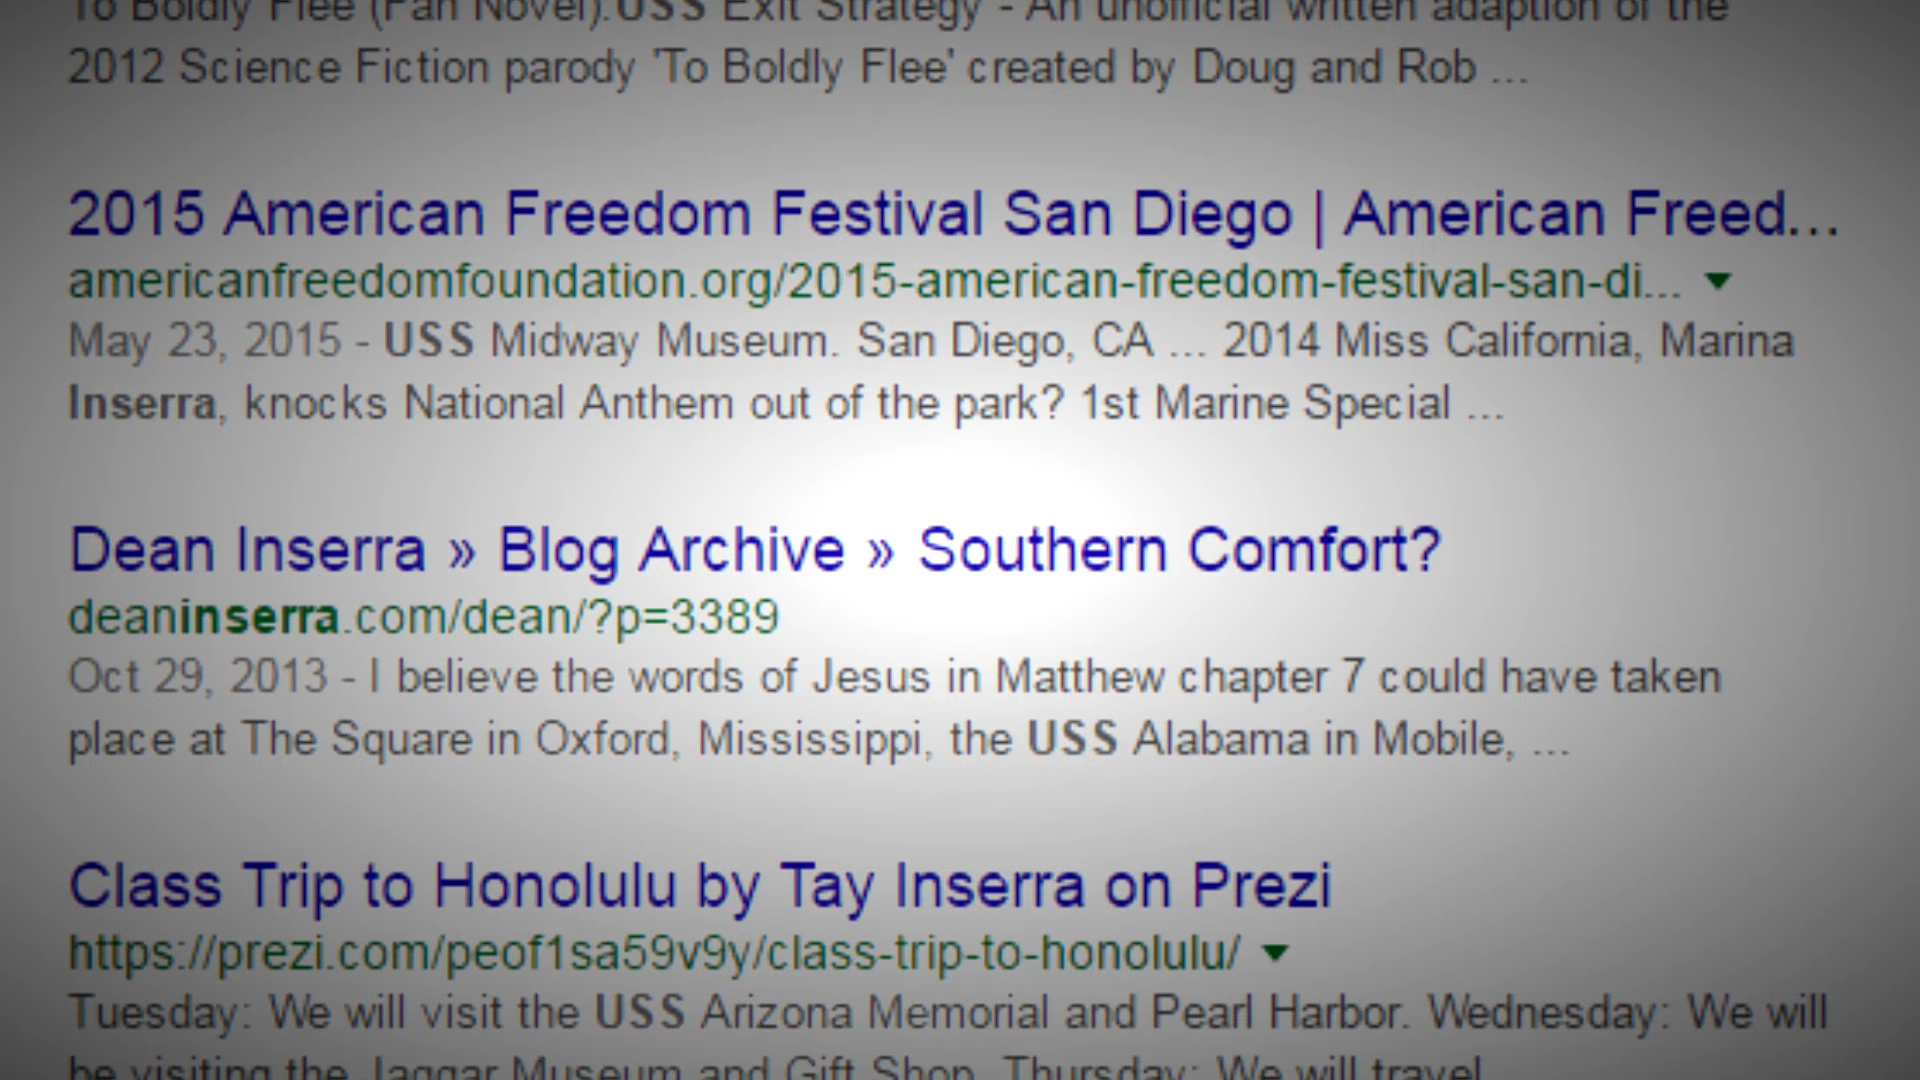 To Boldly Flee (Fan Novel):USS Exit Strategy - An unofficial written adaption of the
2012 Science Fiction parody 'To Boldly Flee' created by Doug and Rob ...
2015 American Freedom Festival San Diego | American Freed...
americanfreedomfoundation.org/2015-american-freedom-festival-san-di... ▼
May 23, 2015 - USS Midway Museum. San Diego, CA ... 2014 Miss California, Marina
Inserra, knocks National Anthem out of the park? 1st Marine Special ...
Dean Inserra » Blog Archive » Southern Comfort?
deaninserra.com/dean/?p=3389
Oct 29, 2013 - I believe the words of Jesus in Matthew chapter 7 could have taken
place at The Square in Oxford, Mississippi, the USS Alabama in Mobile, ...
Class Trip to Honolulu by Tay Inserra on Prezi
https://prezi.com/peof1sa59v9y/class-trip-to-honolulu/ ▼
Tuesday: We will visit the USS Arizona Memorial and Pearl Harbor. Wednesday: We will
be visiting the Jaggar Museum and Gift Shop. Thursday: We will travel